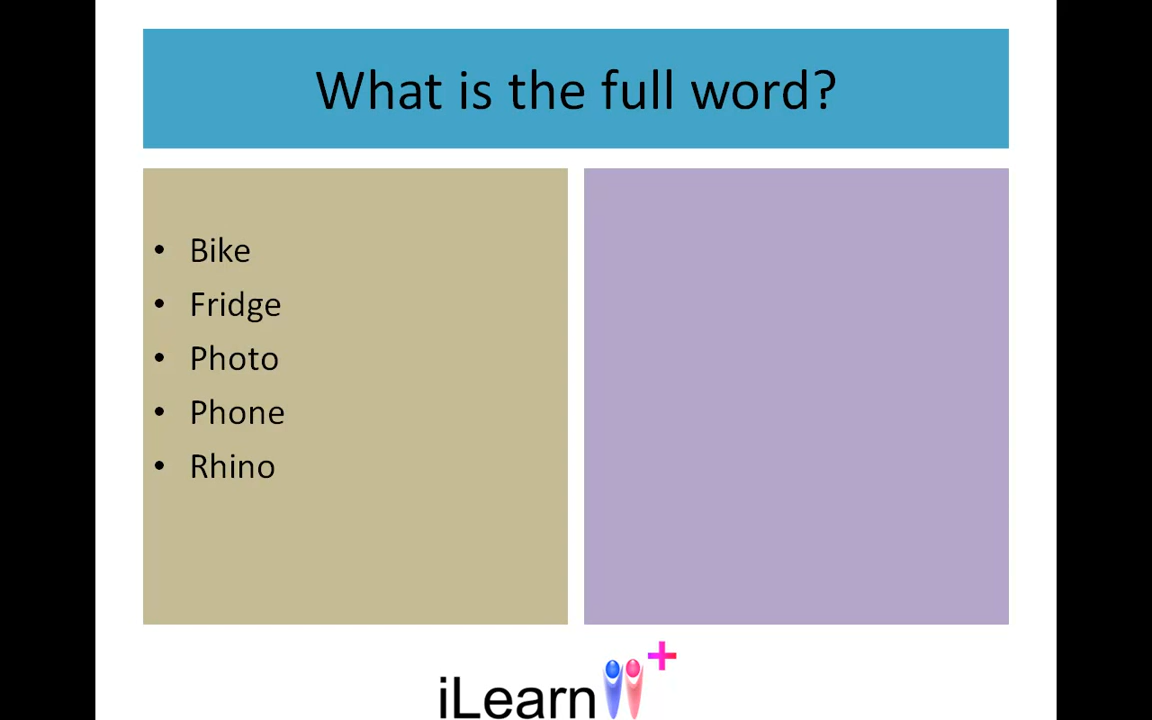 What is the full word?
• Bike
• Fridge
• Photo
• Phone
• Rhino
iLearn+